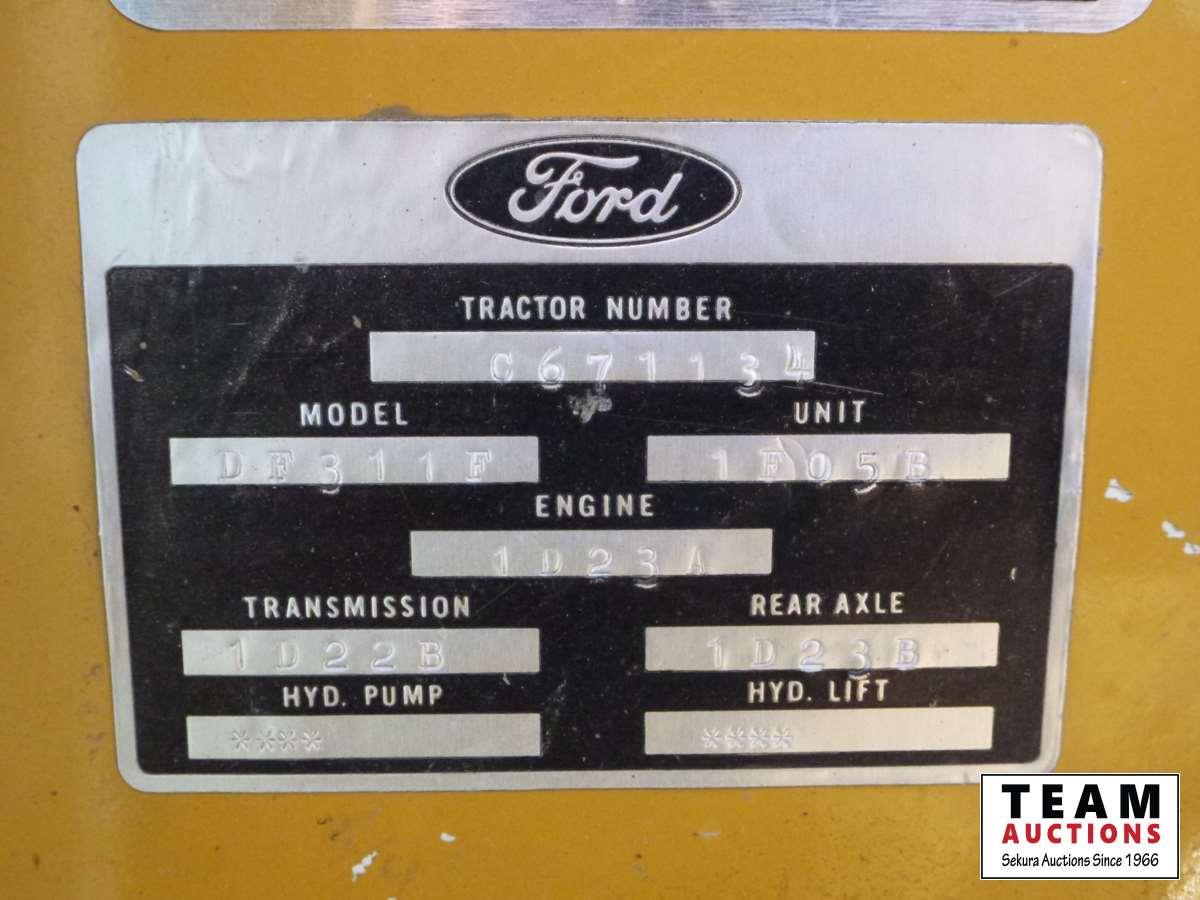 Ford
TRACTOR NUMBER
C671134
MODEL UNIT
DF311F 1F05B
ENGINE
1D23A
TRANSMISSION REAR AXLE
1D22B 1D23B
HYD. PUMP HYD. LIFT
**** ****
TEAM
AUCTIONS
Sekura Auctions Since 1966